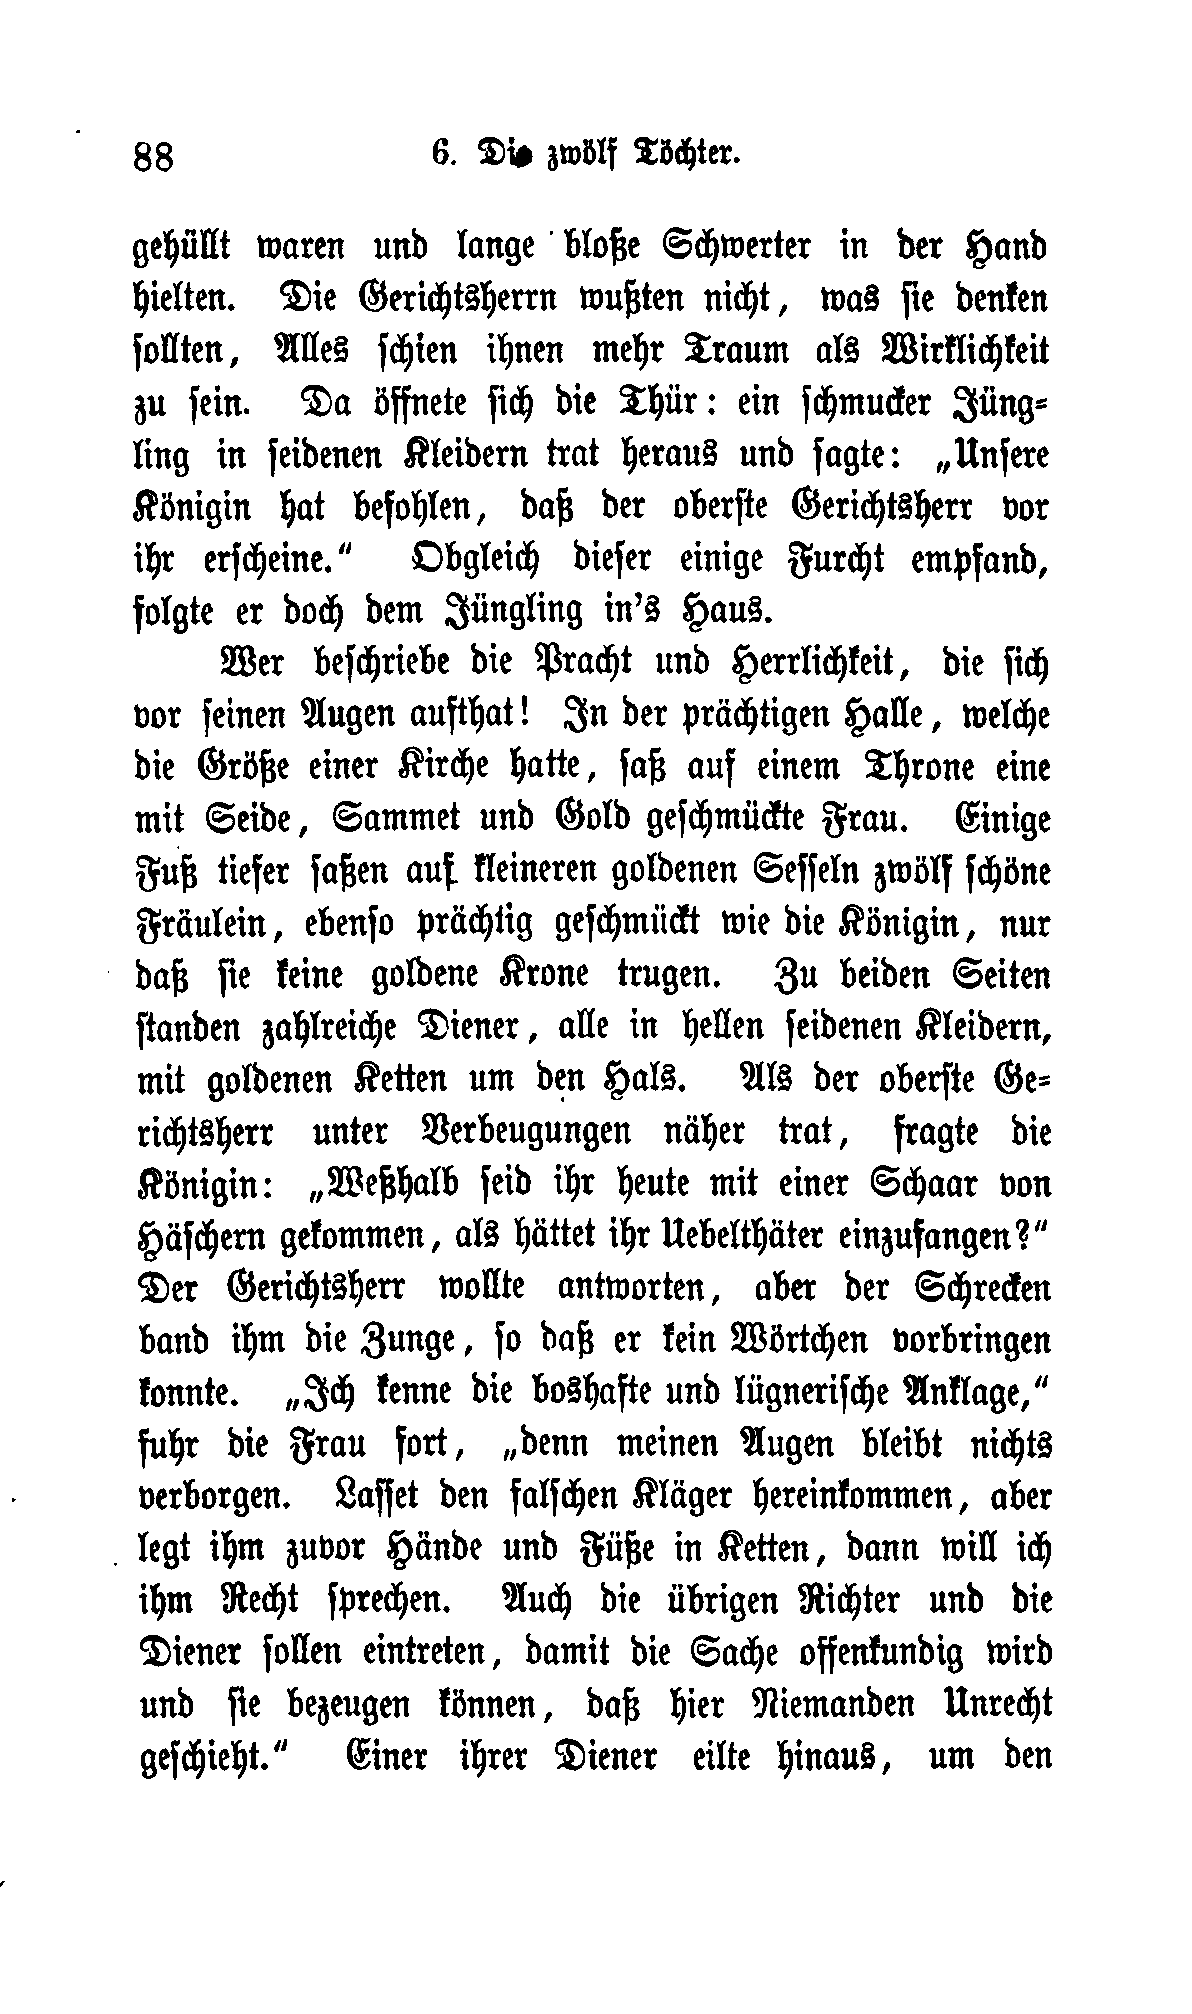 88 6. Die zwölf Töchter.
gehüllt waren und lange bloße Schwerter in der Hand
hielten. Die Gerichtsherrn wußten nicht, was sie denken
sollten, Alles schien ihnen mehr Traum als Wirklichkeit
zu sein. Da öffnete sich die Thür: ein schmucker Jüng-
ling in seidenen Kleidern trat heraus und sagte: „Unsere
Königin hat befohlen, daß der oberste Gerichtsherr vor
ihr erscheine.“ Obgleich dieser einige Furcht empfand,
folgte er doch dem Jüngling in's Haus.
Wer beschriebe die Pracht und Herrlichkeit, die sich
vor seinen Augen aufthat! In der prächtigen Halle, welche
die Größe einer Kirche hatte, saß auf einem Throne eine
mit Seide, Sammet und Gold geschmückte Frau. Einige
Fuß tiefer saßen auf kleineren goldenen Sesseln zwölf schöne
Fräulein, ebenso prächtig geschmückt wie die Königin, nur
daß sie keine goldene Krone trugen. Zu beiden Seiten
standen zahlreiche Diener, alle in hellen seidenen Kleidern,
mit goldenen Ketten um den Hals. Als der oberste Ge-
richtsherr unter Verbeugungen näher trat, fragte die
Königin: „Weßhalb seid ihr heute mit einer Schaar von
Häschern gekommen, als hättet ihr Uebelthäter einzufangen?“
Der Gerichtsherr wollte antworten, aber der Schrecken
band ihm die Zunge, so daß er kein Wörtchen vorbringen
konnte. „Ich kenne die boshafte und lügnerische Anklage,“
fuhr die Frau fort, „denn meinen Augen bleibt nichts
verborgen. Lasset den falschen Kläger hereinkommen, aber
legt ihm zuvor Hände und Füße in Ketten, dann will ich
ihm Recht sprechen. Auch die übrigen Richter und die
Diener sollen eintreten, damit die Sache offenkundig wird
und sie bezeugen können, daß hier Niemanden Unrecht
geschieht.“ Einer ihrer Diener eilte hinaus, um den